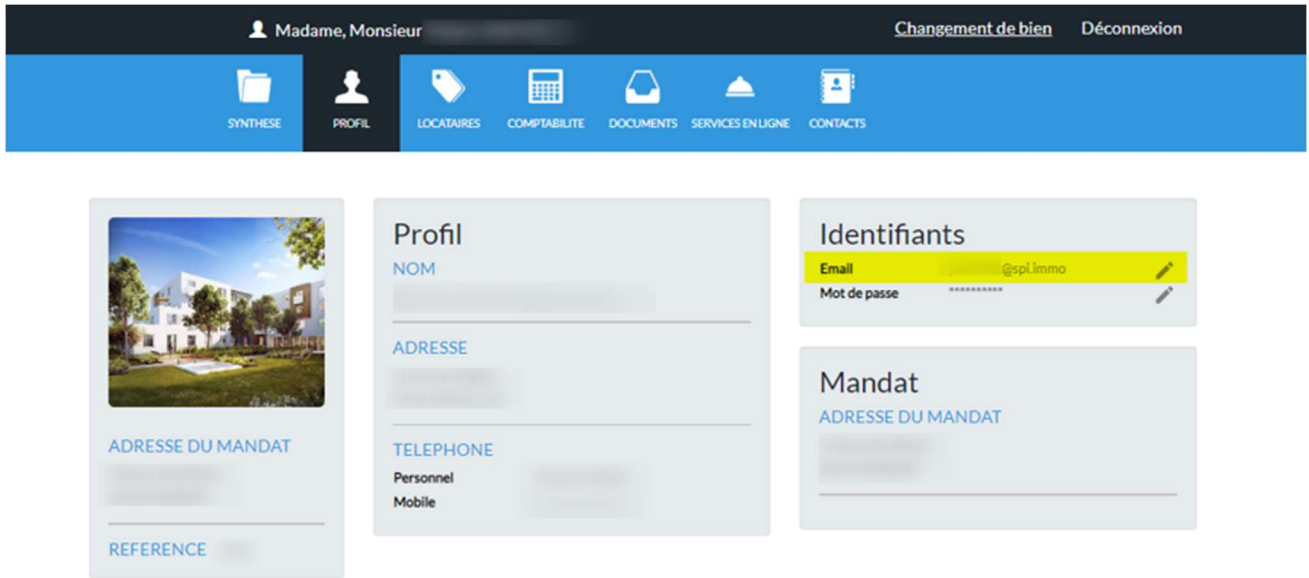 Madame, Monsieur
Changement de bien
Déconnexion
SYNTHESE
PROFIL
LOCATAIRES
COMPTABILITE
DOCUMENTS
SERVICES EN LIGNE
CONTACTS
ADRESSE DU MANDAT
REFERENCE
Profil
NOM
ADRESSE
TELEPHONE
Personnel
Mobile
Identifiants
Email @spi.immo
Mot de passe **********
Mandat
ADRESSE DU MANDAT